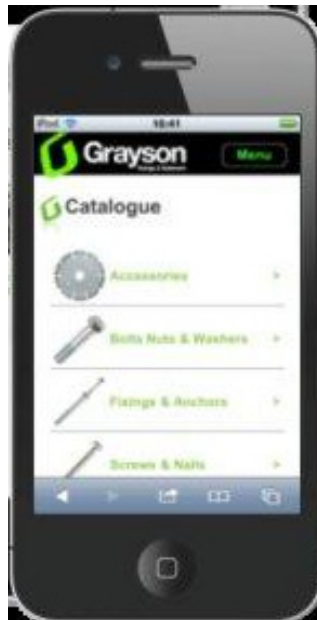 iPod
10:41
Grayson
Menu
Catalogue
Accessories >
Bolts Nuts & Washers >
Fixings & Anchors >
Screws & Nails >